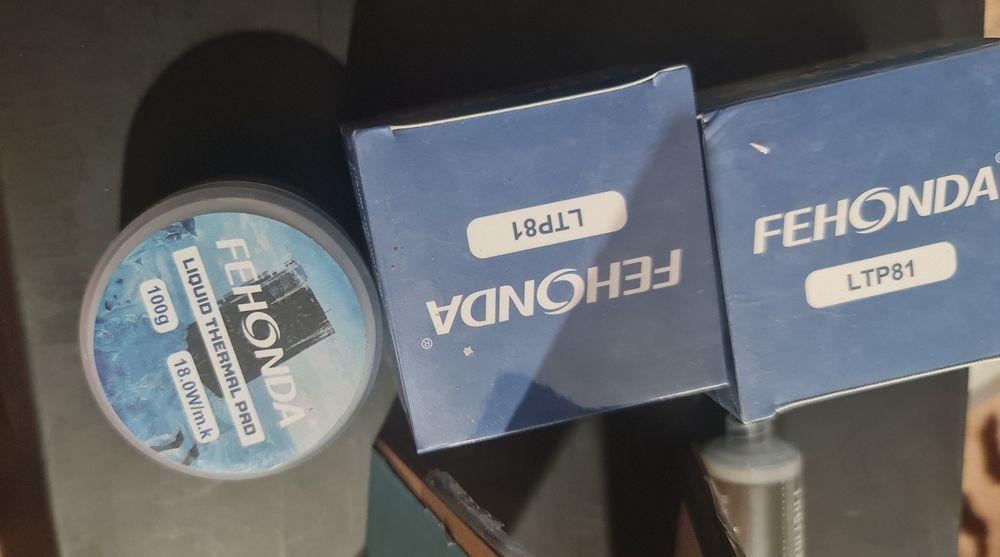 FEHONDA
LIQUID THERMAL PAD
100g
18.0W/m.k
LTP81
FEHONDA®
FEHONDA®
LTP81